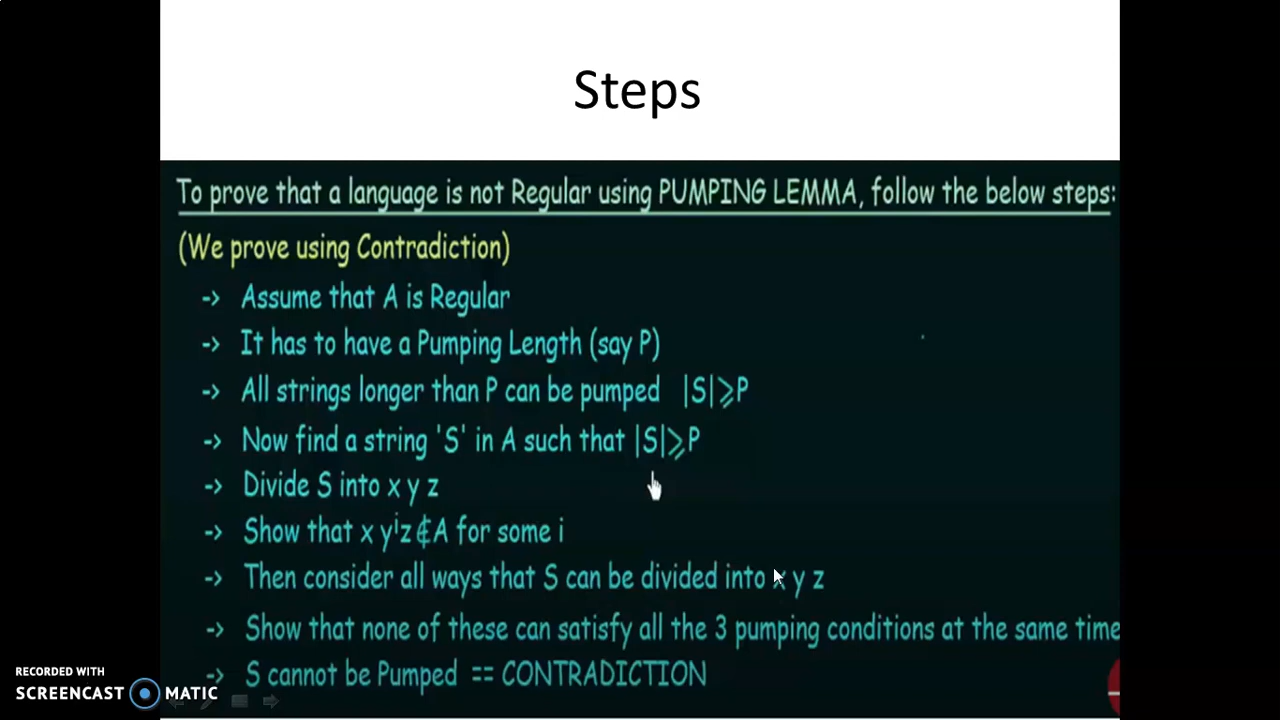 Steps
To prove that a language is not Regular using PUMPING LEMMA, follow the below steps:
(We prove using Contradiction)
-> Assume that A is Regular
-> It has to have a Pumping Length (say P)
-> All strings longer than P can be pumped |S|⩾P
-> Now find a string 'S' in A such that |S|⩾P
-> Divide S into x y z
-> Show that x yⁱz ∉ A for some i
-> Then consider all ways that S can be divided into x y z
-> Show that none of these can satisfy all the 3 pumping conditions at the same time
-> S cannot be Pumped == CONTRADICTION
RECORDED WITH
SCREENCAST MATIC